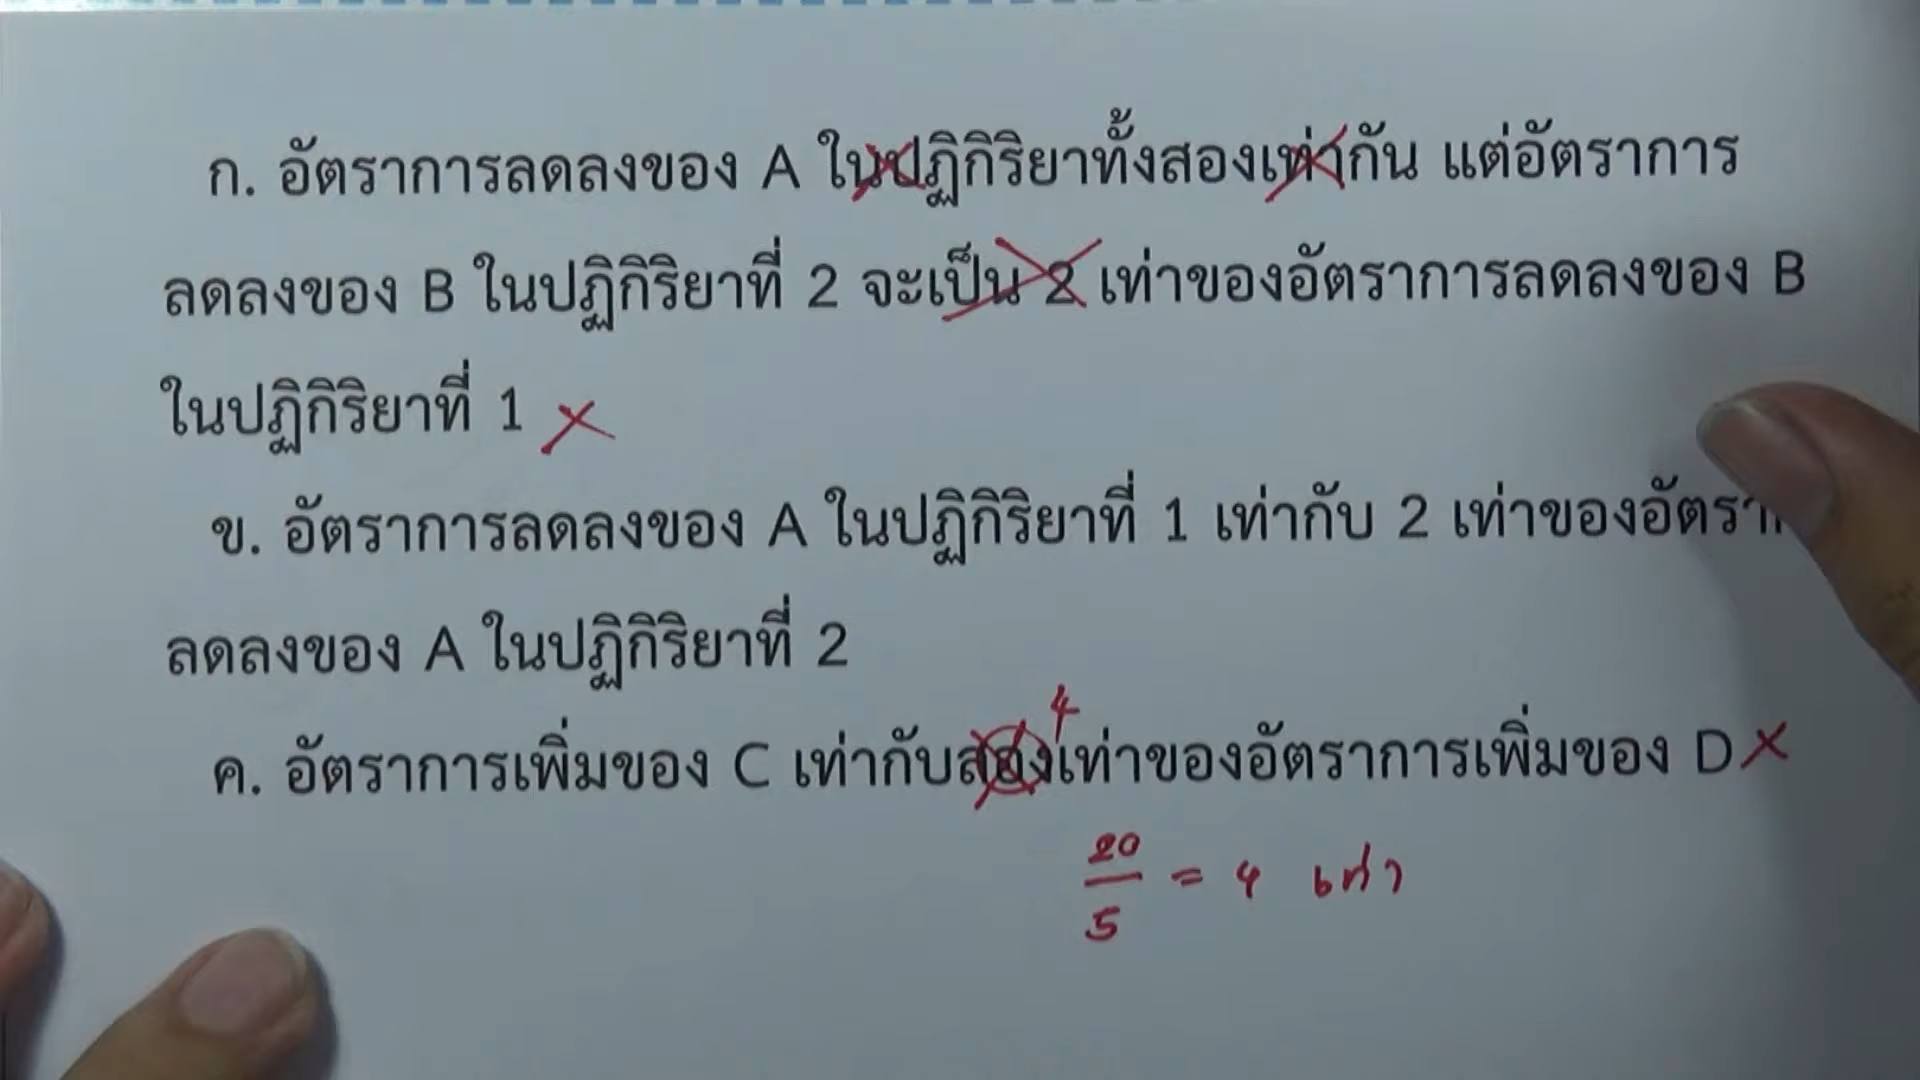 ก. อัตราการลดลงของ A ในปฏิกิริยาทั้งสองเท่ากัน แต่อัตราการ
ลดลงของ B ในปฏิกิริยาที่ 2 จะเป็น 2 เท่าของอัตราการลดลงของ B
ในปฏิกิริยาที่ 1 ×
ข. อัตราการลดลงของ A ในปฏิกิริยาที่ 1 เท่ากับ 2 เท่าของอัตรา
ลดลงของ A ในปฏิกิริยาที่ 2
4
ค. อัตราการเพิ่มของ C เท่ากับสองเท่าของอัตราการเพิ่มของ D ×
20
5
= 4 เท่า